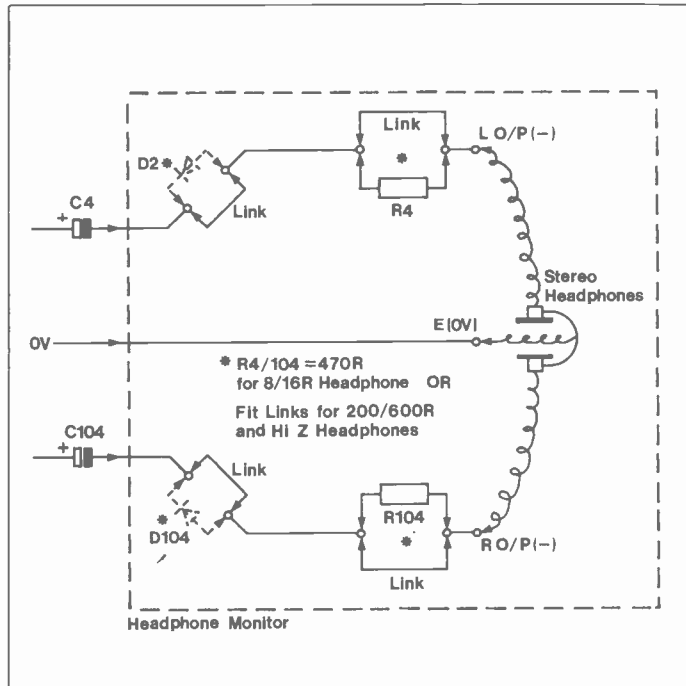 Link
L O/P(-)
D2 *
*
C4
+
Link
R4
Stereo
Headphones
E(0V)
0V
* R4/104 =470R
for 8/16R Headphone OR
Fit Links for 200/600R
and Hi Z Headphones
C104
+
Link
R104
*
*
D104
R O/P(-)
Link
Headphone Monitor